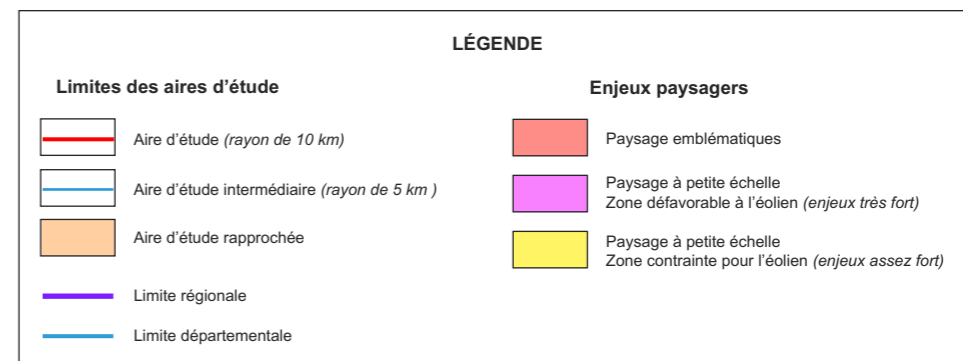 LÉGENDE
Limites des aires d'étude
Aire d'étude (rayon de 10 km)
Aire d'étude intermédiaire (rayon de 5 km )
Aire d'étude rapprochée
Limite régionale
Limite départementale
Enjeux paysagers
Paysage emblématiques
Paysage à petite échelle
Zone défavorable à l'éolien (enjeux très fort)
Paysage à petite échelle
Zone contrainte pour l'éolien (enjeux assez fort)